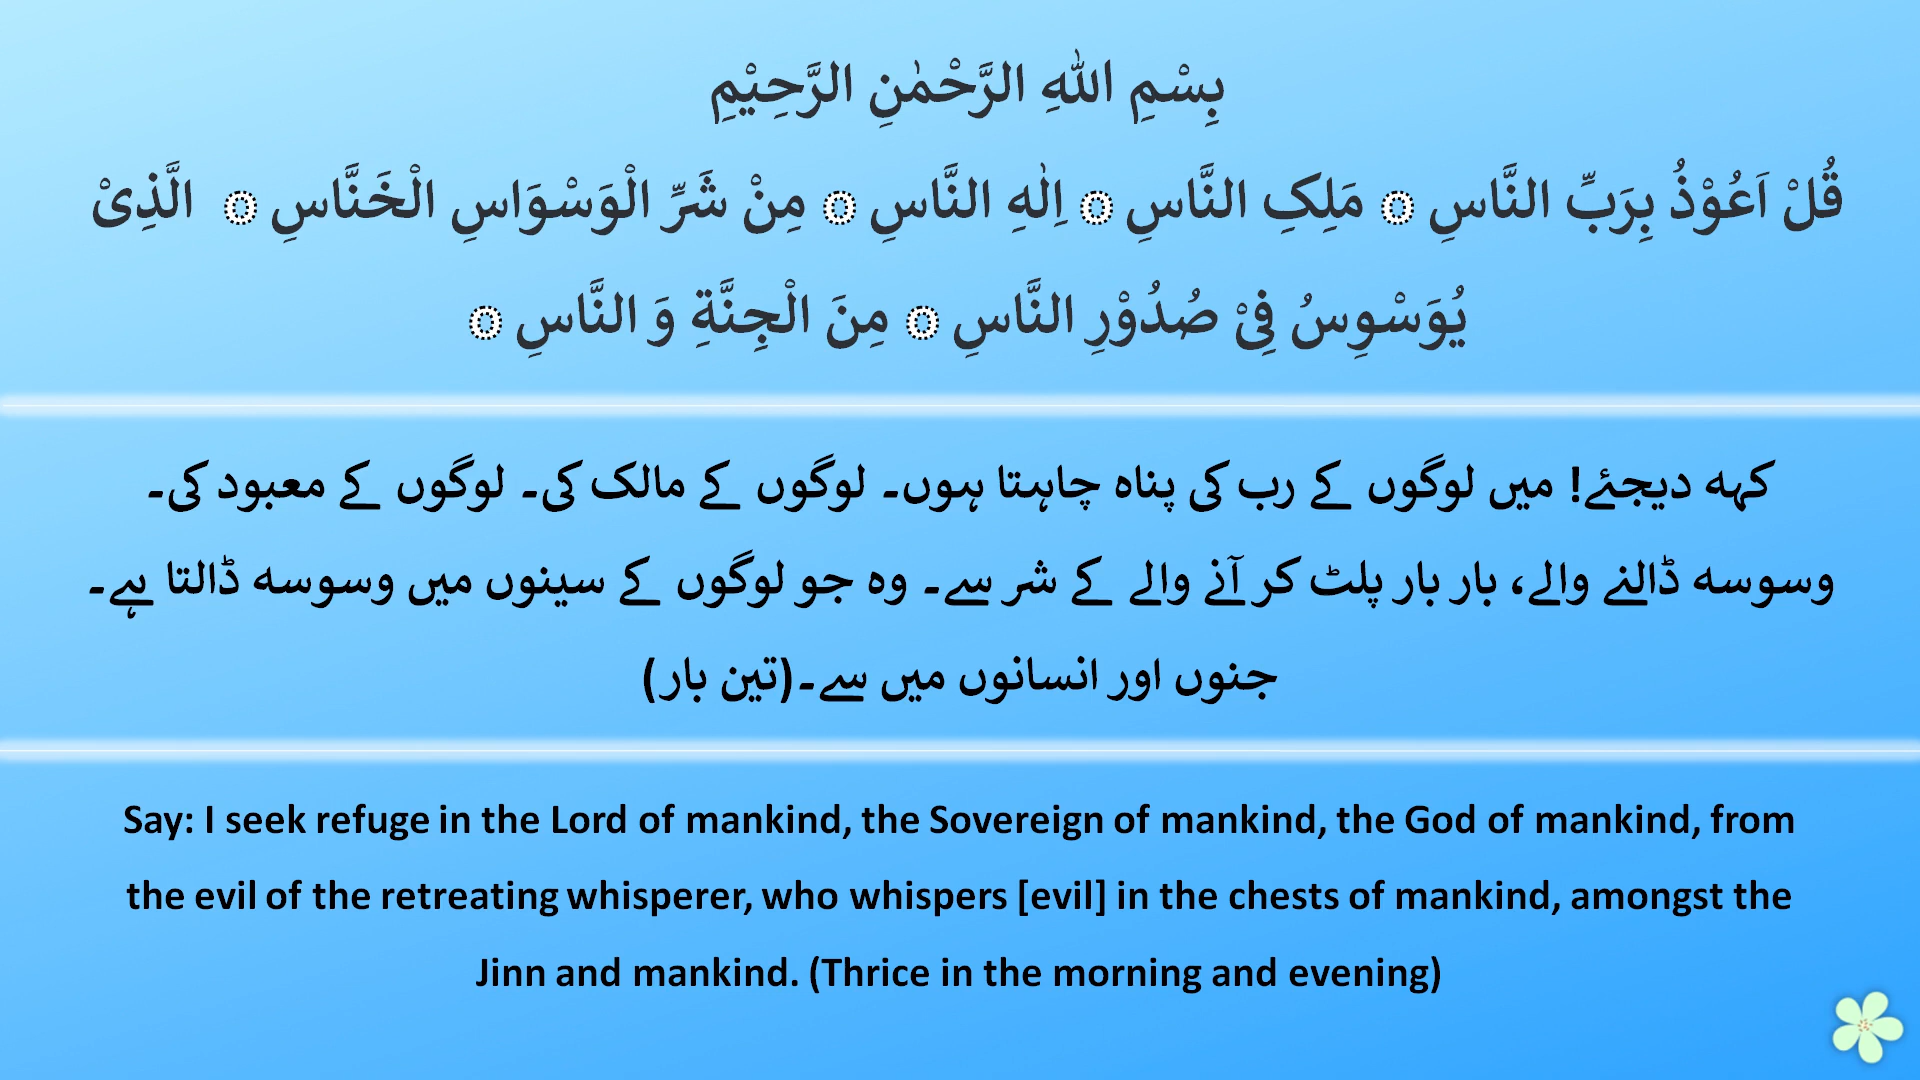 بِسْمِ اللهِ الرَّحْمٰنِ الرَّحِيْمِ
قُلْ اَعُوْذُ بِرَبِّ النَّاسِ ۝ مَلِکِ النَّاسِ ۝ اِلٰهِ النَّاسِ ۝ مِنْ شَرِّ الْوَسْوَاسِ الْخَنَّاسِ ۝ الَّذِیْ
يُوَسْوِسُ فِیْ صُدُوْرِ النَّاسِ ۝ مِنَ الْجِنَّةِ وَ النَّاسِ ۝
کہه دیجئے! میں لوگوں کے رب کی پناه چاہتا ہوں۔ لوگوں کے مالک کی۔ لوگوں کے معبود کی۔
وسوسه ڈالنے والے، بار بار پلٹ کر آنے والے کے شر سے۔ وه جو لوگوں کے سینوں میں وسوسه ڈالتا ہے۔
جنوں اور انسانوں میں سے۔(تین بار)
Say: I seek refuge in the Lord of mankind, the Sovereign of mankind, the God of mankind, from
the evil of the retreating whisperer, who whispers [evil] in the chests of mankind, amongst the
Jinn and mankind. (Thrice in the morning and evening)